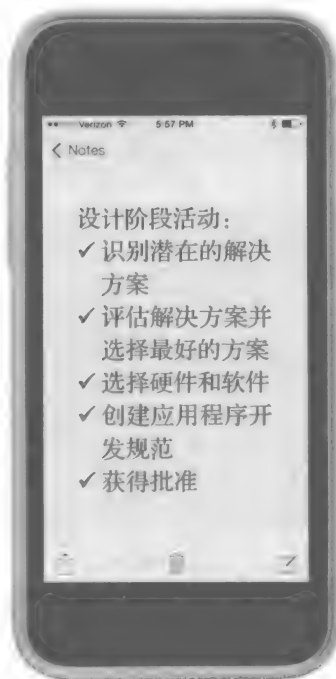 Verizon 5:57 PM
Notes
设计阶段活动：
✓ 识别潜在的解决
方案
✓ 评估解决方案并
选择最好的方案
✓ 选择硬件和软件
✓ 创建应用程序开
发规范
✓ 获得批准